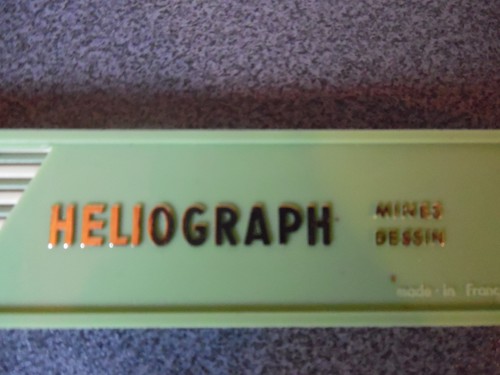 HELIOGRAPH
MINES
DESSIN
made in Franc